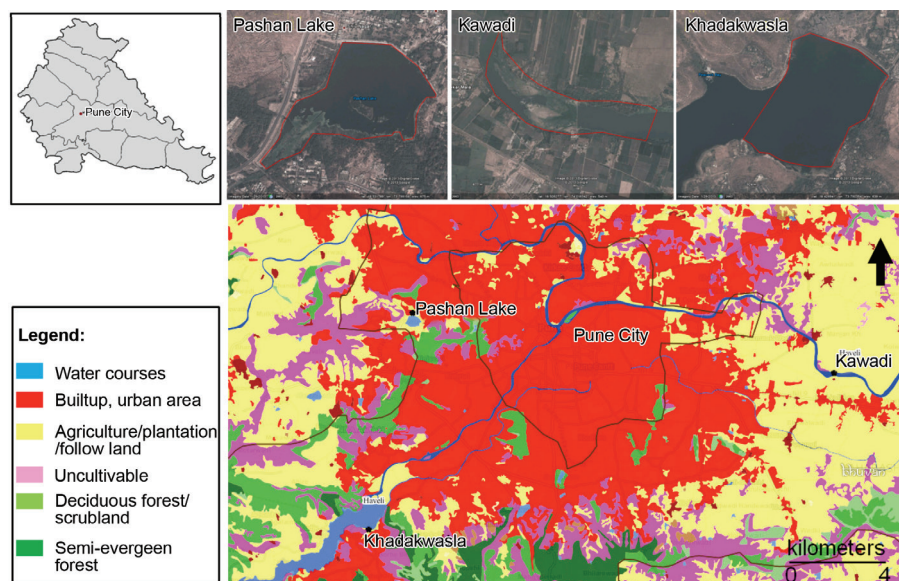 Pune City
Pashan Lake
Kawadi
Khadakwasla
Legend:
Water courses
Builtup, urban area
Agriculture/plantation
/follow land
Uncultivable
Deciduous forest/
scrubland
Semi-evergeen
forest
Pashan Lake
Pune City
Haveli
Kawadi
Haveli
Khadakwasla
kilometers
0 4